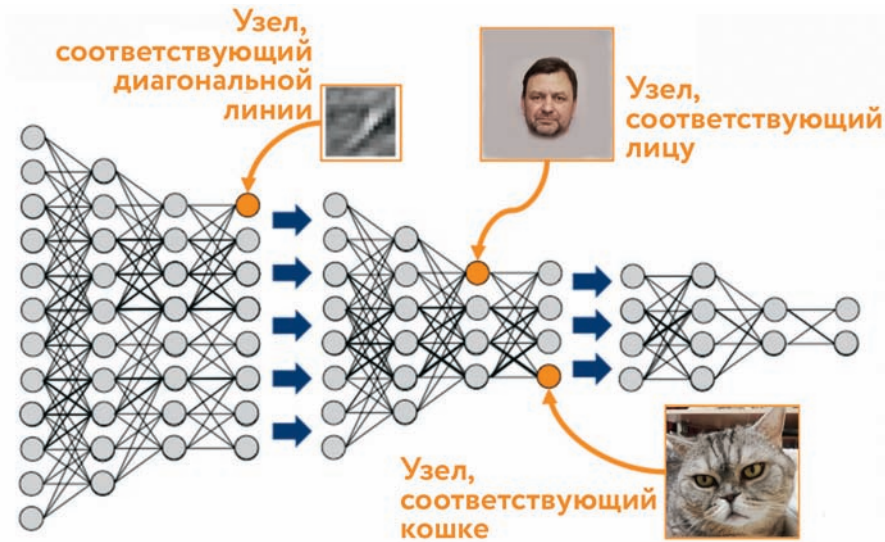 Узел,
соответствующий
диагональной
линии
Узел,
соответствующий
лицу
Узел,
соответствующий
кошке